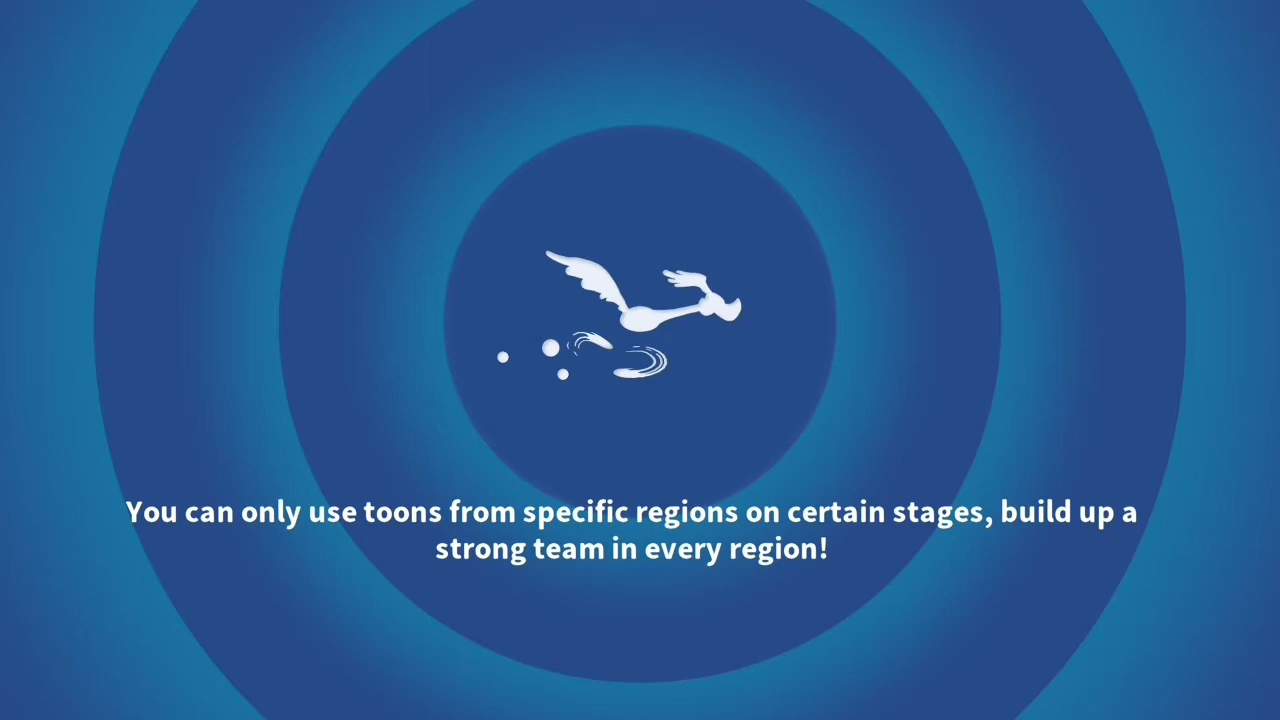 You can only use toons from specific regions on certain stages, build up a
strong team in every region!